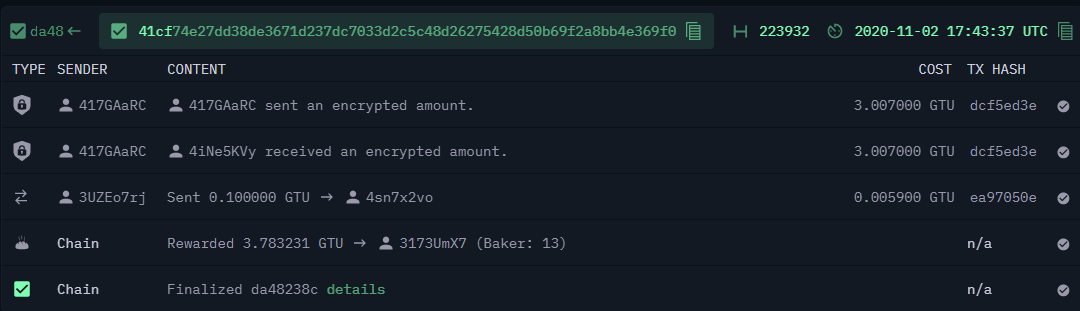 da48← 41cf74e27dd38de3671d237dc7033d2c5c48d26275428d50b69f2a8bb4e369f0 223932 2020-11-02 17:43:37 UTC
TYPE SENDER CONTENT COST TX HASH
417GAaRC 417GAaRC sent an encrypted amount. 3.007000 GTU dcf5ed3e
417GAaRC 4iNe5KVy received an encrypted amount. 3.007000 GTU dcf5ed3e
3UZEo7rj Sent 0.100000 GTU → 4sn7x2vo 0.005900 GTU ea97050e
Chain Rewarded 3.783231 GTU → 3173UmX7 (Baker: 13) n/a
Chain Finalized da48238c details n/a